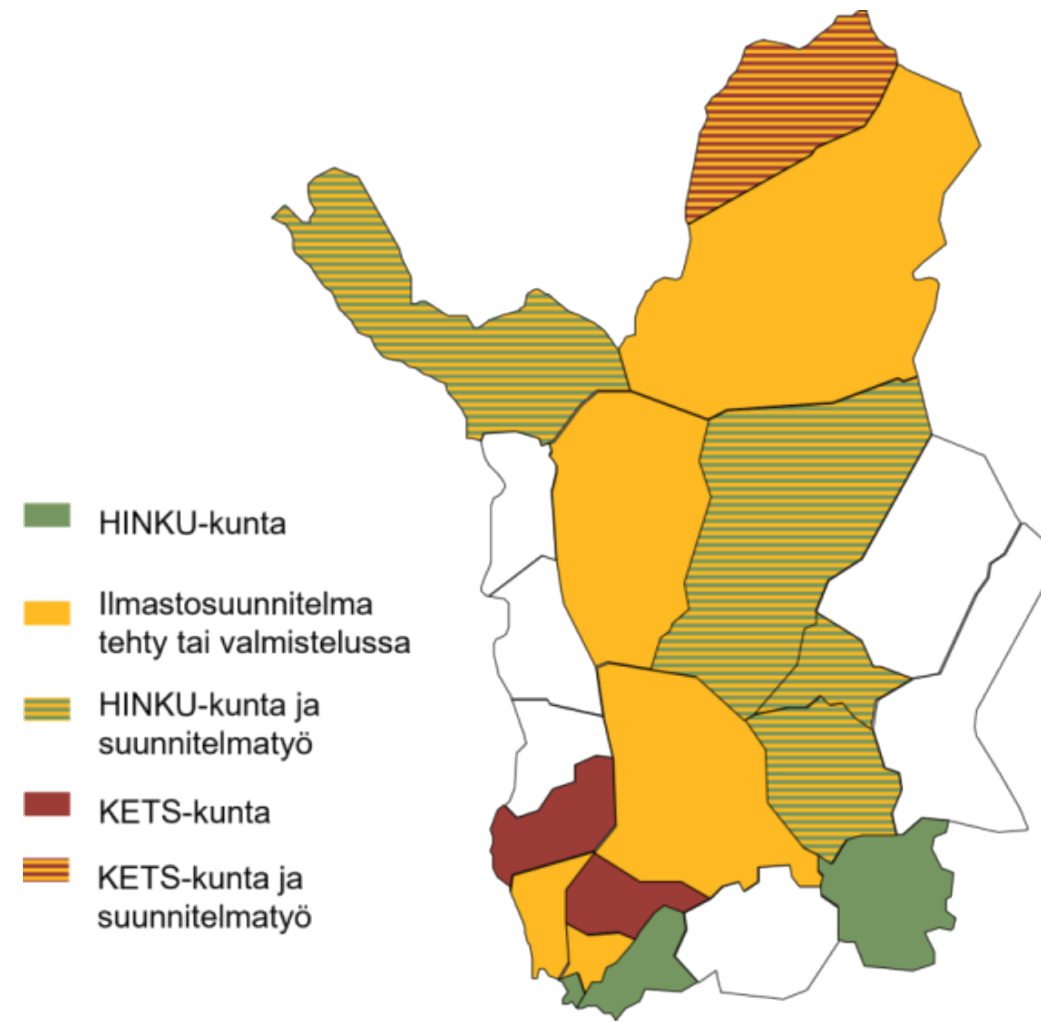 HINKU-kunta
Ilmastosuunnitelma
tehty tai valmistelussa
HINKU-kunta ja
suunnitelmatyö
KETS-kunta
KETS-kunta ja
suunnitelmatyö